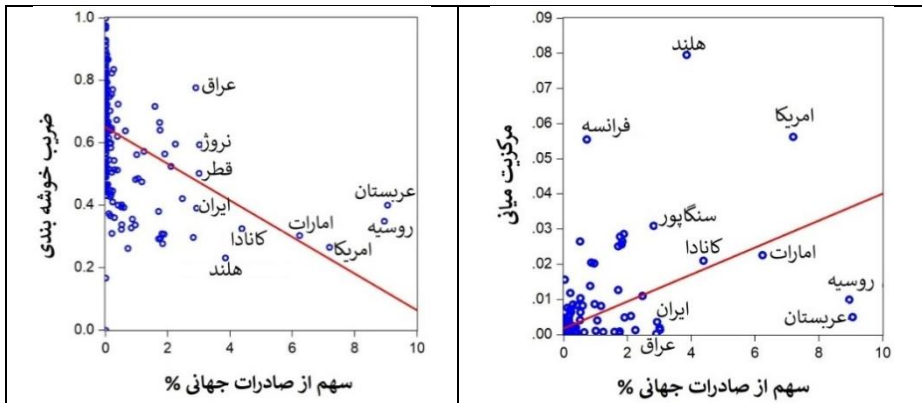 1.0
0.8
0.6
0.4
0.2
0.0
0
2
4
6
8
10
ضریب خوشه بندی
سهم از صادرات جهانی %
عراق
نروژ
قطر
ایران
کانادا
هلند
امارات
امریکا
عربستان
روسیه
.09
.08
.07
.06
.05
.04
.03
.02
.01
.00
0
2
4
6
8
10
مرکزیت میانی
سهم از صادرات جهانی %
هلند
فرانسه
امریکا
سنگاپور
کانادا
امارات
روسیه
عربستان
ایران
عراق